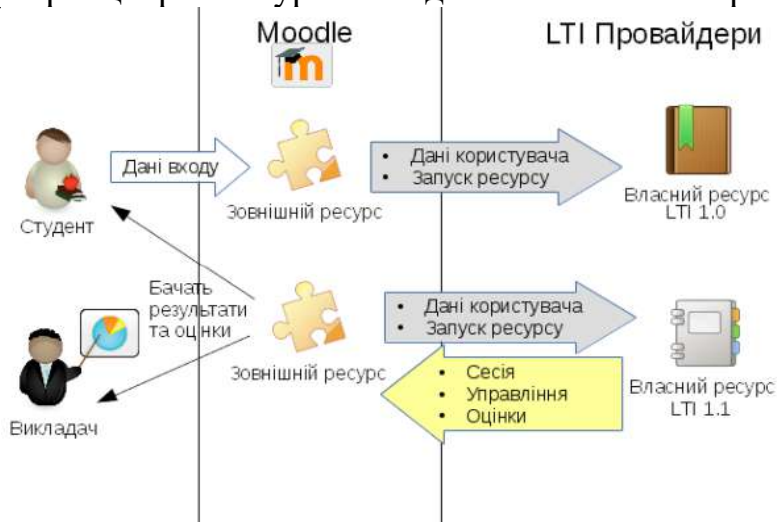 Moodle
LTI Провайдери
Дані входу
Дані користувача
Запуск ресурсу
Студент
Зовнішній ресурс
Власний ресурс
LTI 1.0
Бачать
результати
та оцінки
Дані користувача
Запуск ресурсу
Зовнішній ресурс
Сесія
Управління
Оцінки
Власний ресурс
LTI 1.1
Викладач